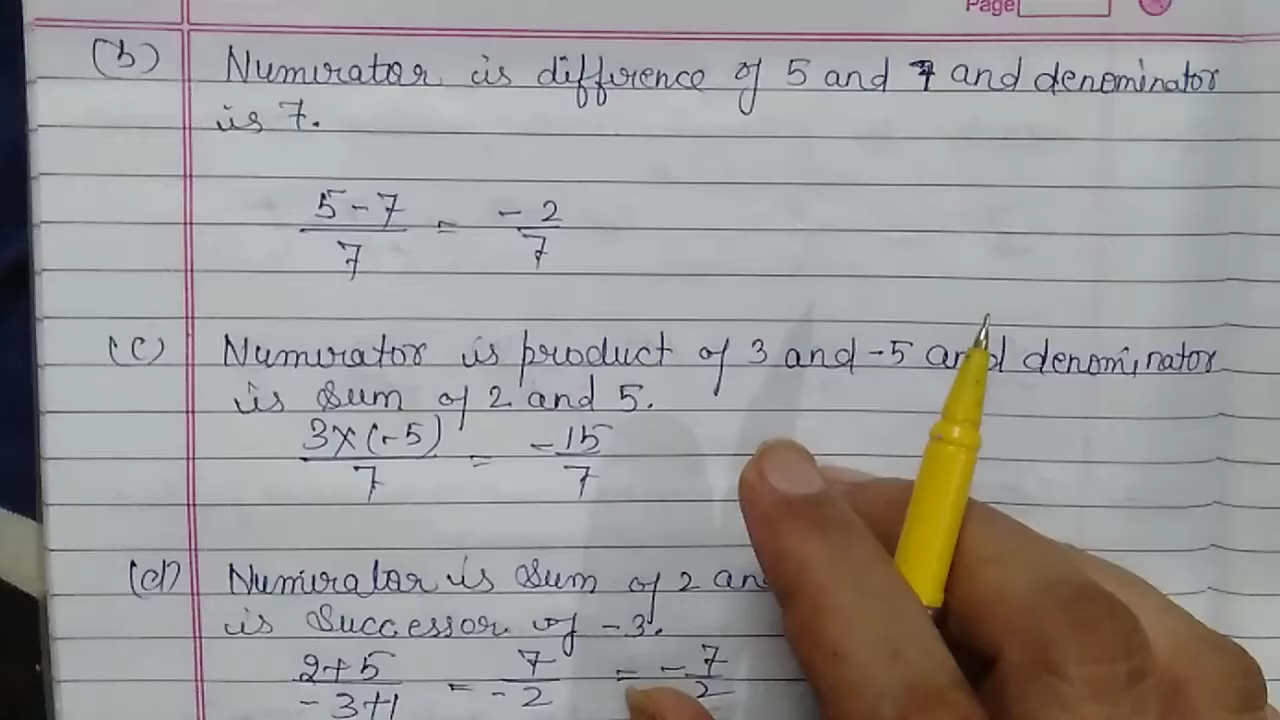 Page
(b) Numerator is difference of 5 and 7 and denominator
is 7.
5-7/7 = -2/7
(c) Numerator is product of 3 and -5 and denominator
is Sum of 2 and 5.
3×(-5)/7 = -15/7
(d) Numerator is Sum of 2 and
is Successor of -3.
2+5/-3+1 = 7/-2 = -7/2